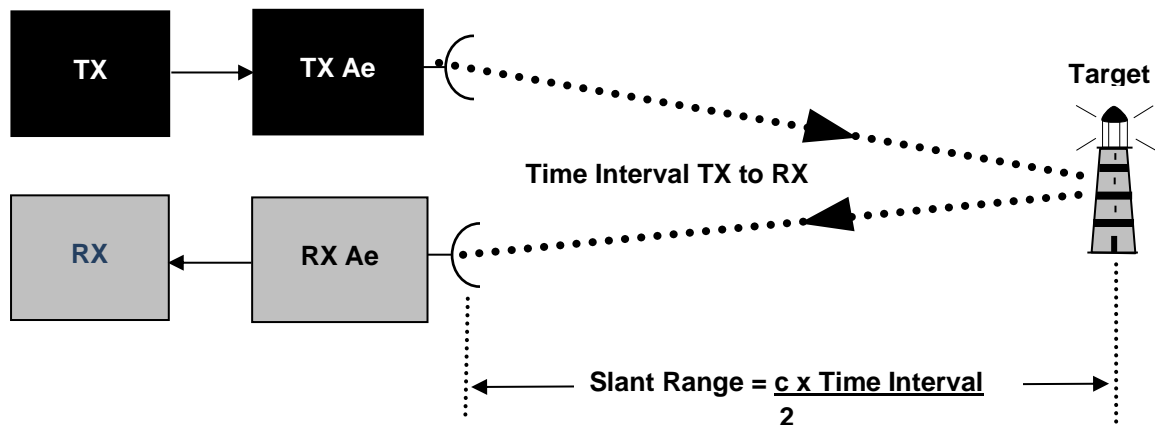 TX
TX Ae
Target
Time Interval TX to RX
RX
RX Ae
Slant Range = c x Time Interval
2